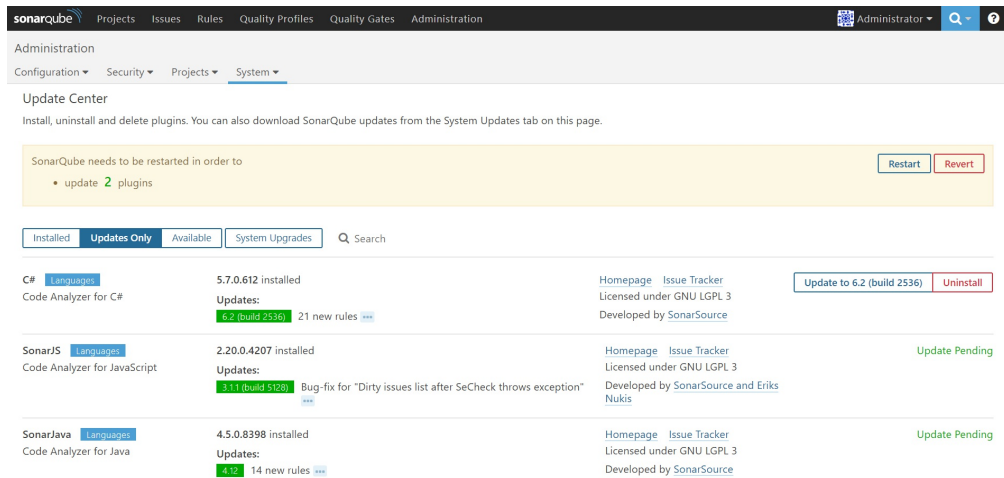 sonarqube Projects Issues Rules Quality Profiles Quality Gates Administration Administrator ?
Administration
Configuration Security Projects System
Update Center
Install, uninstall and delete plugins. You can also download SonarQube updates from the System Updates tab on this page.
SonarQube needs to be restarted in order to
• update 2 plugins
Restart Revert
Installed Updates Only Available System Upgrades Search
C# Languages 5.7.0.612 installed Homepage Issue Tracker Update to 6.2 (build 2536) Uninstall
Code Analyzer for C# Updates: Licensed under GNU LGPL 3
6.2 (build 2536) 21 new rules ••• Developed by SonarSource
SonarJS Languages 2.20.0.4207 installed Homepage Issue Tracker Update Pending
Code Analyzer for JavaScript Updates: Licensed under GNU LGPL 3
3.1.1 (build 5128) Bug-fix for "Dirty issues list after SeCheck throws exception" Developed by SonarSource and Eriks
••• Nukis
SonarJava Languages 4.5.0.8398 installed Homepage Issue Tracker Update Pending
Code Analyzer for Java Updates: Licensed under GNU LGPL 3
4.12 14 new rules ••• Developed by SonarSource